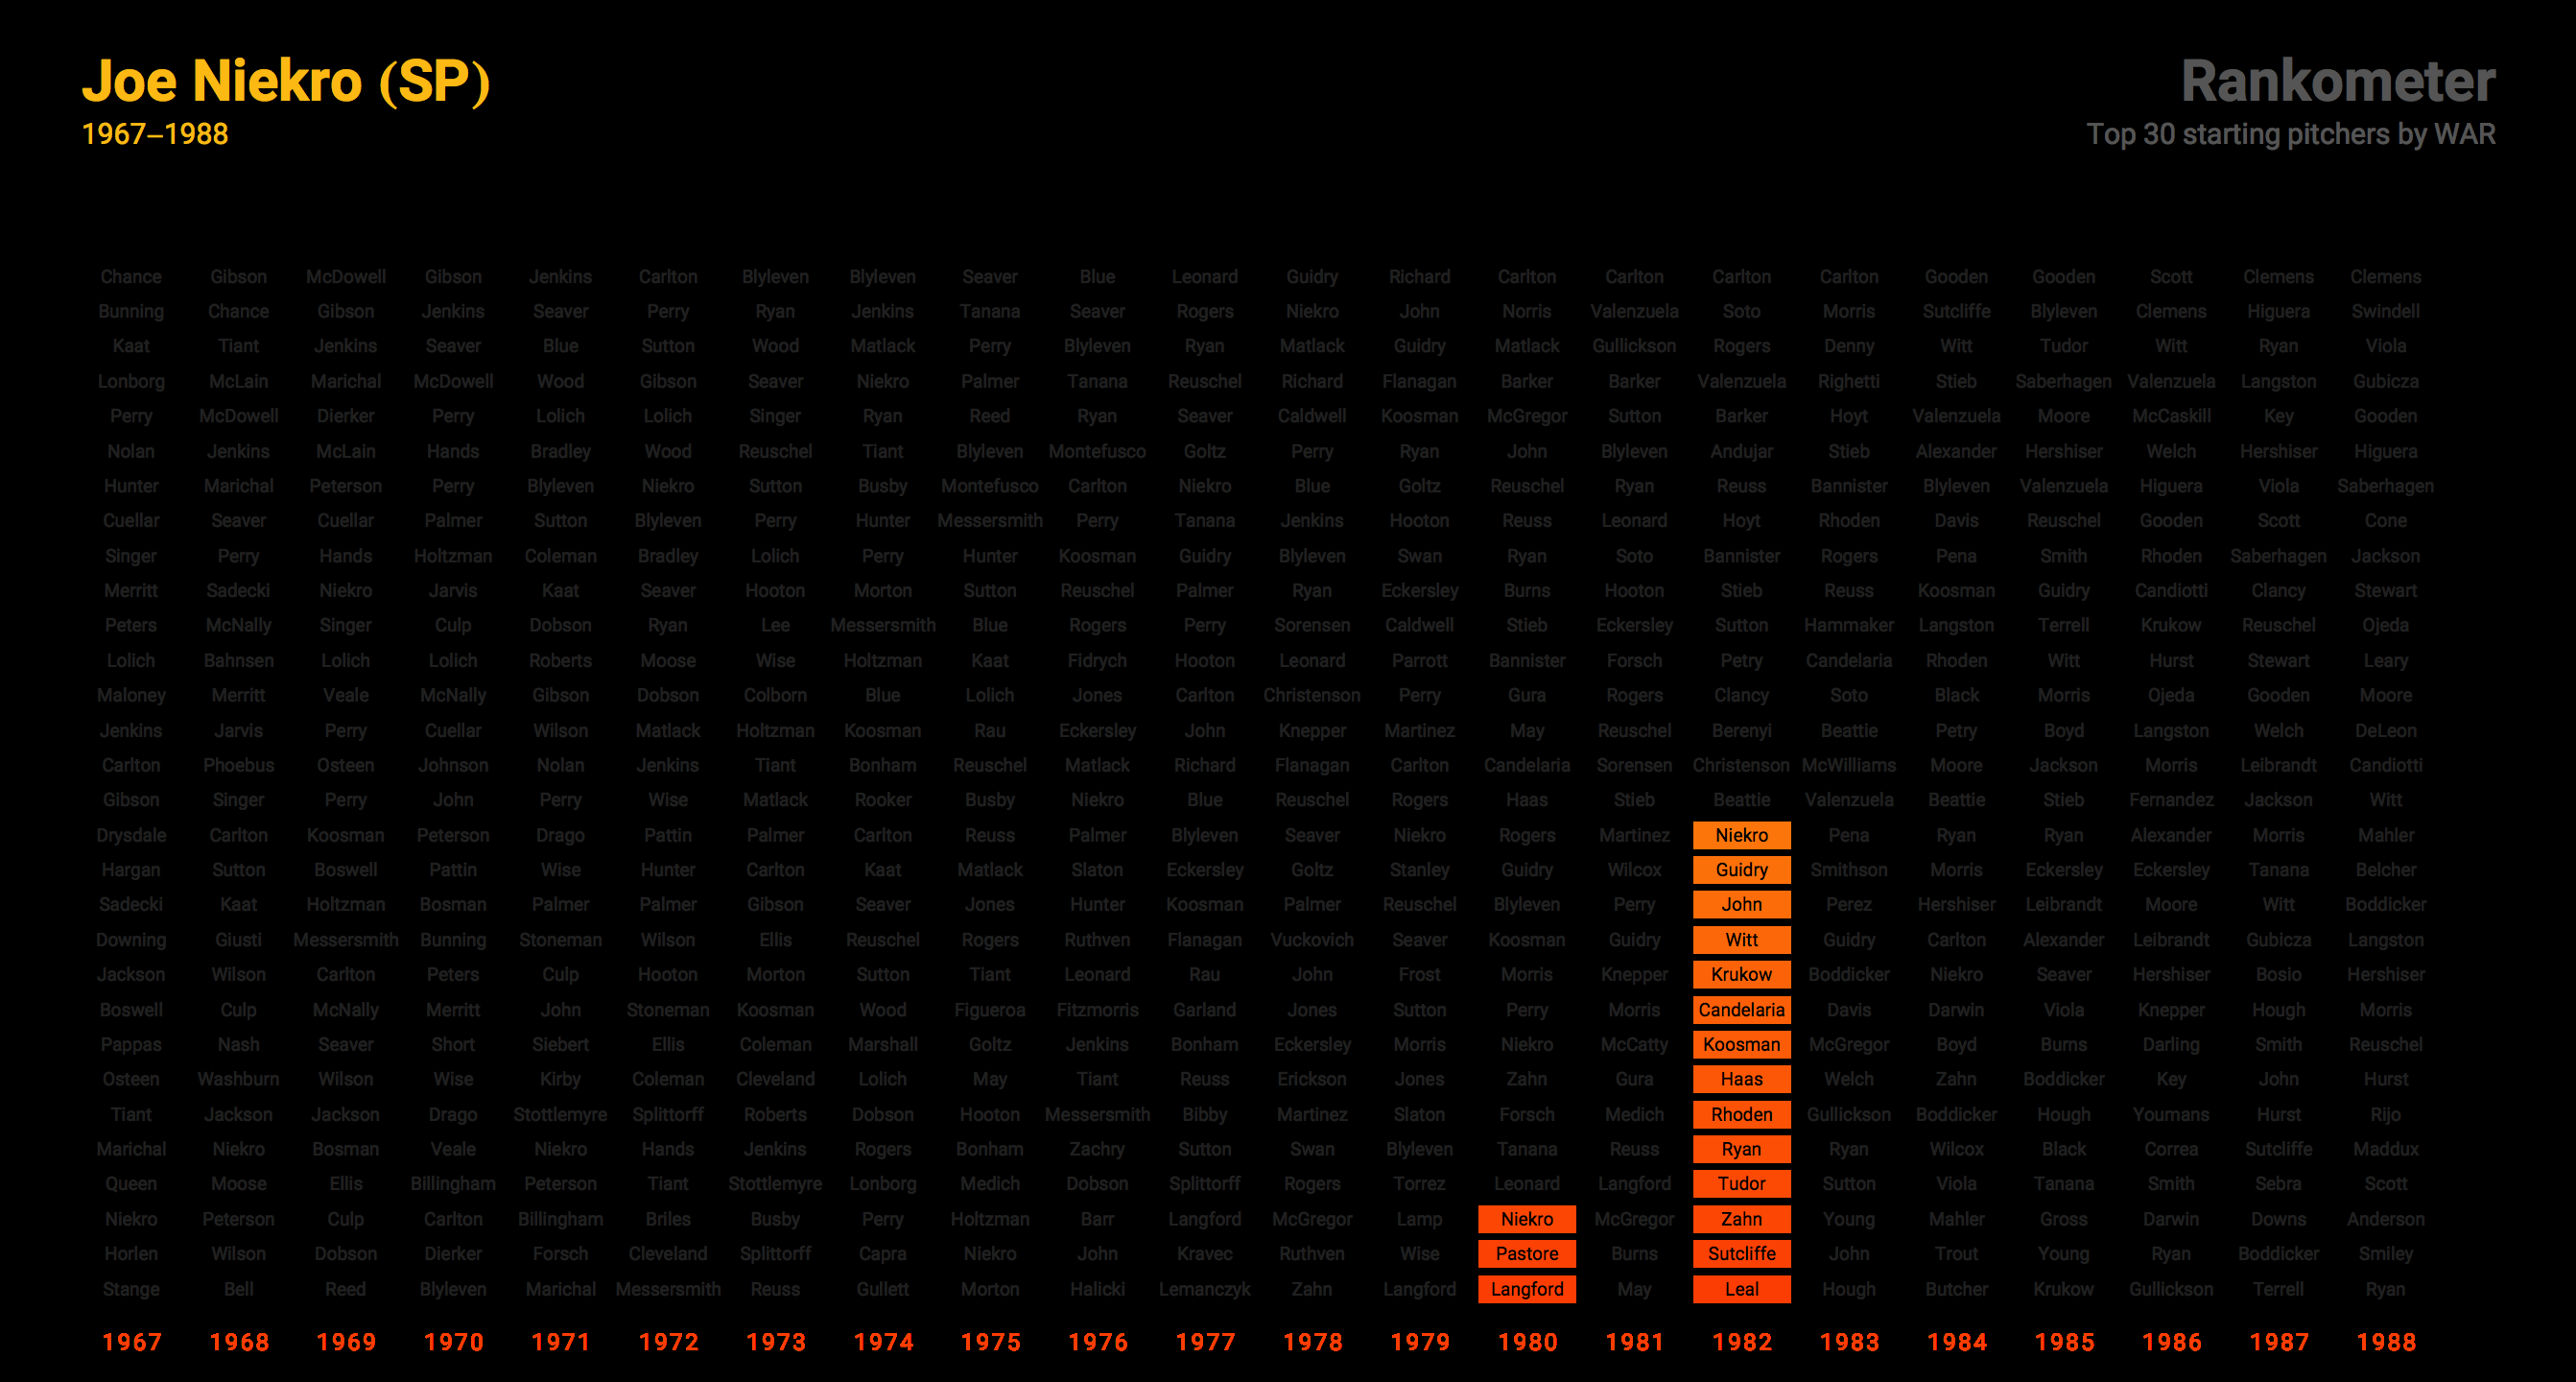 Joe Niekro (SP)
1967–1988
Rankometer
Top 30 starting pitchers by WAR
Chance Gibson McDowell Gibson Jenkins Carlton Blyleven Blyleven Seaver Blue Leonard Guidry Richard Carlton Carlton Carlton Carlton Gooden Gooden Scott Clemens Clemens
Bunning Chance Gibson Jenkins Seaver Perry Ryan Jenkins Tanana Seaver Rogers Niekro John Norris Valenzuela Soto Morris Sutcliffe Blyleven Clemens Higuera Swindell
Kaat Tiant Jenkins Seaver Blue Sutton Wood Matlack Perry Blyleven Ryan Matlack Guidry Matlack Gullickson Rogers Denny Witt Tudor Witt Ryan Viola
Lonborg McLain Marichal McDowell Wood Gibson Seaver Niekro Palmer Tanana Reuschel Richard Flanagan Barker Barker Valenzuela Righetti Stieb Saberhagen Valenzuela Langston Gubicza
Perry McDowell Dierker Perry Lolich Lolich Singer Ryan Reed Ryan Seaver Caldwell Koosman McGregor Sutton Barker Hoyt Valenzuela Moore McCaskill Key Gooden
Nolan Jenkins McLain Hands Bradley Wood Reuschel Tiant Blyleven Montefusco Goltz Perry Ryan John Blyleven Andujar Stieb Alexander Hershiser Welch Hershiser Higuera
Hunter Marichal Peterson Perry Blyleven Niekro Sutton Busby Montefusco Carlton Niekro Blue Goltz Reuschel Ryan Reuss Bannister Blyleven Valenzuela Higuera Viola Saberhagen
Cuellar Seaver Cuellar Palmer Sutton Blyleven Perry Hunter Messersmith Perry Tanana Jenkins Hooton Reuss Leonard Hoyt Rhoden Davis Reuschel Gooden Scott Cone
Singer Perry Hands Holtzman Coleman Bradley Lolich Perry Hunter Koosman Guidry Blyleven Swan Ryan Soto Bannister Rogers Pena Smith Rhoden Saberhagen Jackson
Merritt Sadecki Niekro Jarvis Kaat Seaver Hooton Morton Sutton Reuschel Palmer Ryan Eckersley Burns Hooton Stieb Reuss Koosman Guidry Candiotti Clancy Stewart
Peters McNally Singer Culp Dobson Ryan Lee Messersmith Blue Rogers Perry Sorensen Caldwell Stieb Eckersley Sutton Hammaker Langston Terrell Krukow Reuschel Ojeda
Lolich Bahnsen Lolich Lolich Roberts Moose Wise Holtzman Kaat Fidrych Hooton Leonard Parrott Bannister Forsch Petry Candelaria Rhoden Witt Hurst Stewart Leary
Maloney Merritt Veale McNally Gibson Dobson Colborn Blue Lolich Jones Carlton Christenson Perry Gura Rogers Clancy Soto Black Morris Ojeda Gooden Moore
Jenkins Jarvis Perry Cuellar Wilson Matlack Holtzman Koosman Rau Eckersley John Knepper Martinez May Reuschel Berenyi Beattie Petry Boyd Langston Welch DeLeon
Carlton Phoebus Osteen Johnson Nolan Jenkins Tiant Bonham Reuschel Matlack Richard Flanagan Carlton Candelaria Sorensen Christenson McWilliams Moore Jackson Morris Leibrandt Candiotti
Gibson Singer Perry John Perry Wise Matlack Rooker Busby Niekro Blue Reuschel Rogers Haas Stieb Beattie Valenzuela Beattie Stieb Fernandez Jackson Witt
Drysdale Carlton Koosman Peterson Drago Pattin Palmer Carlton Reuss Palmer Blyleven Seaver Niekro Rogers Martinez Niekro Pena Ryan Ryan Alexander Morris Mahler
Hargan Sutton Boswell Pattin Wise Hunter Carlton Kaat Matlack Slaton Eckersley Goltz Stanley Guidry Wilcox Guidry Smithson Morris Eckersley Eckersley Tanana Belcher
Sadecki Kaat Holtzman Bosman Palmer Palmer Gibson Seaver Jones Hunter Koosman Palmer Reuschel Blyleven Perry John Perez Hershiser Leibrandt Moore Witt Boddicker
Downing Giusti Messersmith Bunning Stoneman Wilson Ellis Reuschel Rogers Ruthven Flanagan Vuckovich Seaver Koosman Guidry Witt Guidry Carlton Alexander Leibrandt Gubicza Langston
Jackson Wilson Carlton Peters Culp Hooton Morton Sutton Tiant Leonard Rau John Frost Morris Knepper Krukow Boddicker Niekro Seaver Hershiser Bosio Hershiser
Boswell Culp McNally Merritt John Stoneman Koosman Wood Figueroa Fitzmorris Garland Jones Sutton Perry Morris Candelaria Davis Darwin Viola Knepper Hough Morris
Pappas Nash Seaver Short Siebert Ellis Coleman Marshall Goltz Jenkins Bonham Eckersley Morris Niekro McCatty Koosman McGregor Boyd Burns Darling Smith Reuschel
Osteen Washburn Wilson Wise Kirby Coleman Cleveland Lolich May Tiant Reuss Erickson Jones Zahn Gura Haas Welch Zahn Boddicker Key John Hurst
Tiant Jackson Jackson Drago Stottlemyre Splittorff Roberts Dobson Hooton Messersmith Bibby Martinez Slaton Forsch Medich Rhoden Gullickson Boddicker Hough Youmans Hurst Rijo
Marichal Niekro Bosman Veale Niekro Hands Jenkins Rogers Bonham Zachry Sutton Swan Blyleven Tanana Reuss Ryan Ryan Wilcox Black Correa Sutcliffe Maddux
Queen Moose Ellis Billingham Peterson Tiant Stottlemyre Lonborg Medich Dobson Splittorff Rogers Torrez Leonard Langford Tudor Sutton Viola Tanana Smith Sebra Scott
Niekro Peterson Culp Carlton Billingham Briles Busby Perry Holtzman Barr Langford McGregor Lamp Niekro McGregor Zahn Young Mahler Gross Darwin Downs Anderson
Horlen Wilson Dobson Dierker Forsch Cleveland Splittorff Capra Niekro John Kravec Ruthven Wise Pastore Burns Sutcliffe John Trout Young Ryan Boddicker Smiley
Stange Bell Reed Blyleven Marichal Messersmith Reuss Gullett Morton Halicki Lemanczyk Zahn Langford Langford May Leal Hough Butcher Krukow Gullickson Terrell Ryan
1967 1968 1969 1970 1971 1972 1973 1974 1975 1976 1977 1978 1979 1980 1981 1982 1983 1984 1985 1986 1987 1988